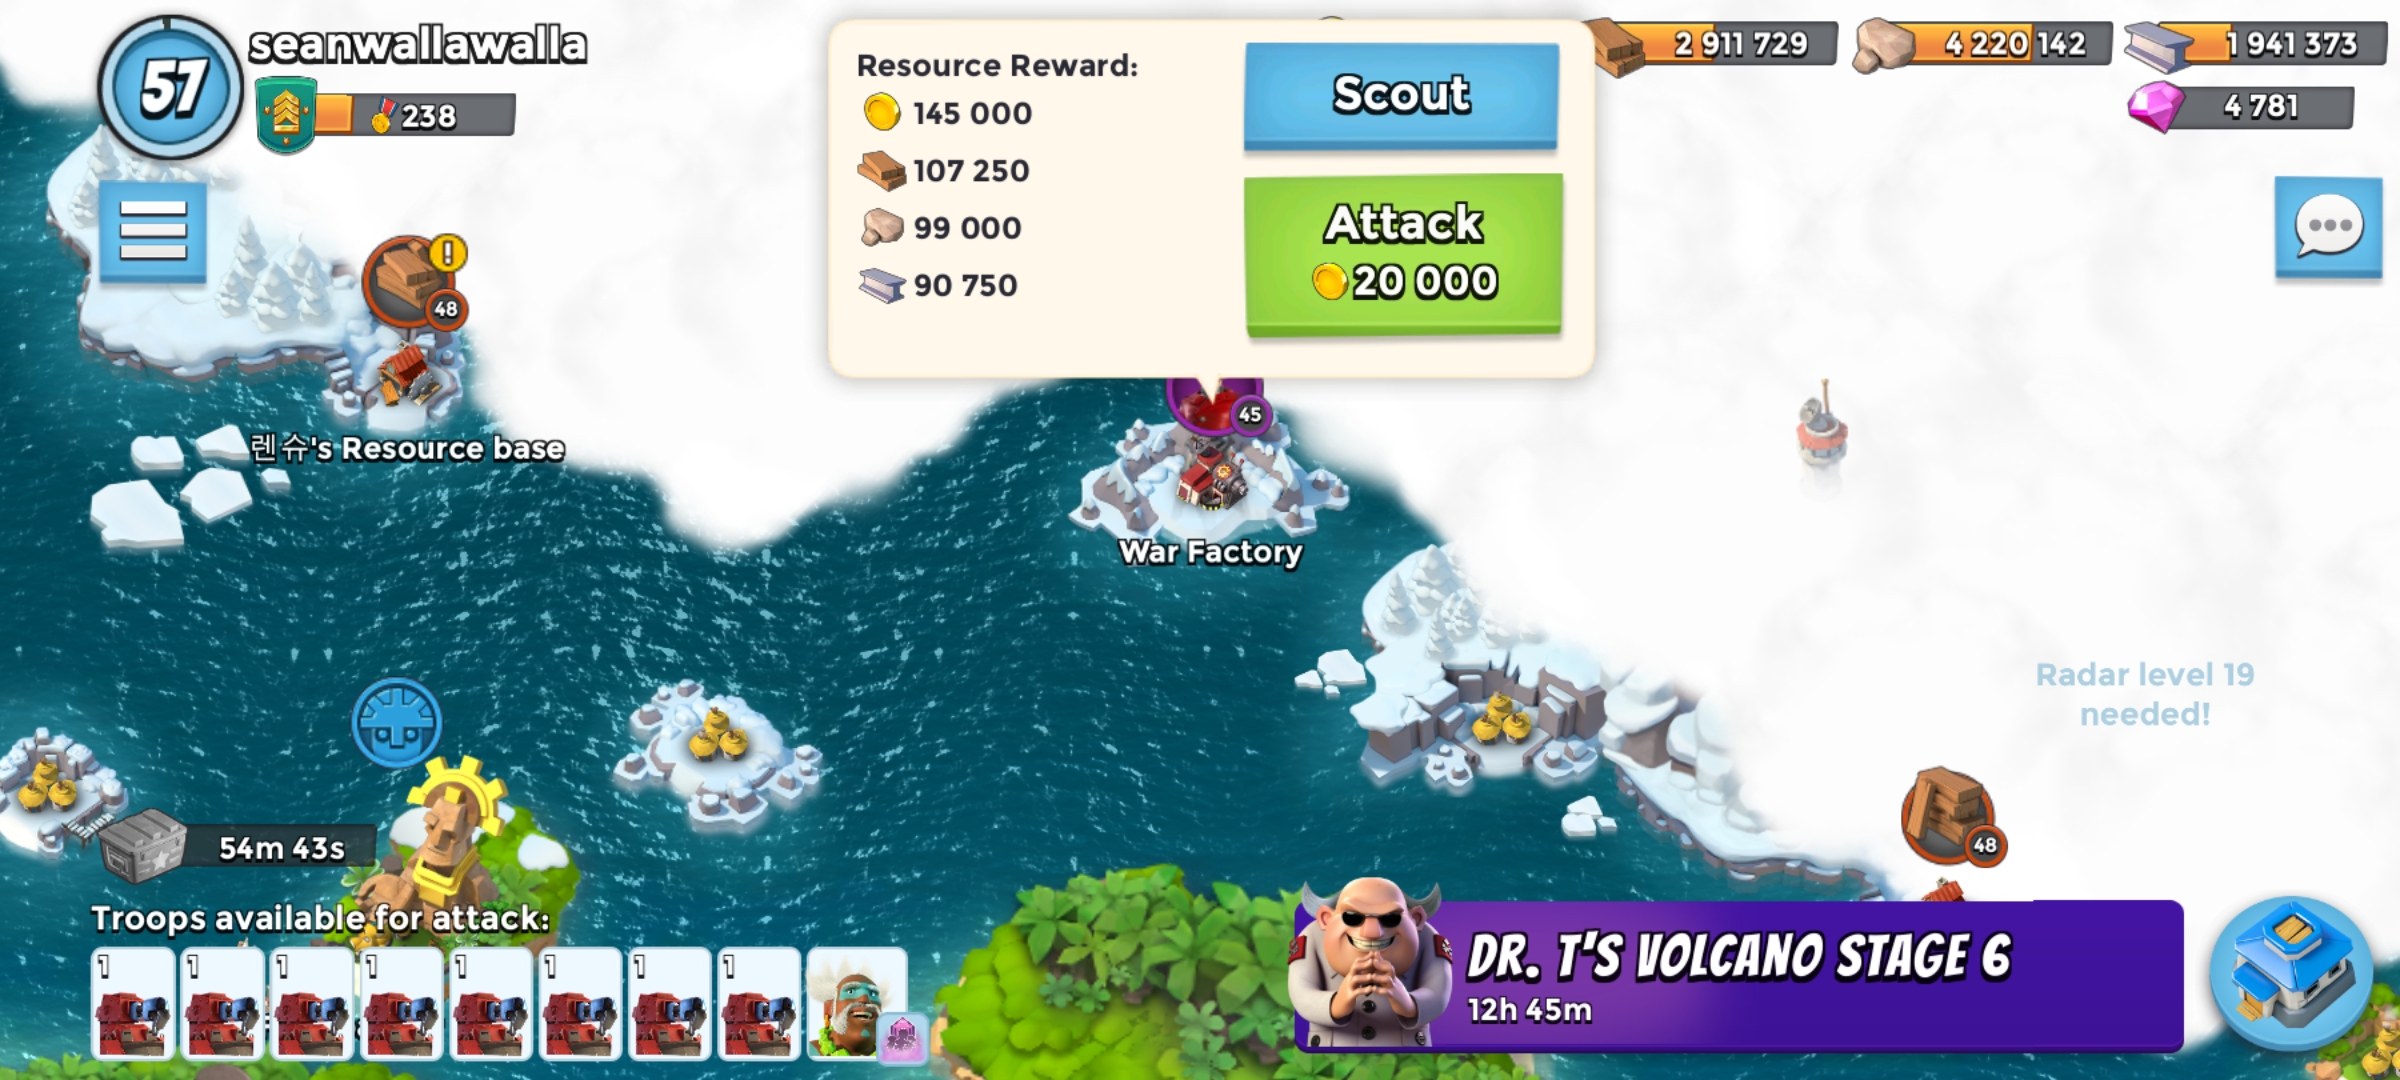 57
seanwallawalla
238
Resource Reward:
145 000
107 250
99 000
90 750
Scout
Attack
20 000
2 911 729
4 220 142
1 941 373
4 781
!
48
렌슈's Resource base
45
War Factory
Radar level 19
needed!
48
54m 43s
Troops available for attack:
1
1
1
1
1
1
1
1
DR. T'S VOLCANO STAGE 6
12h 45m